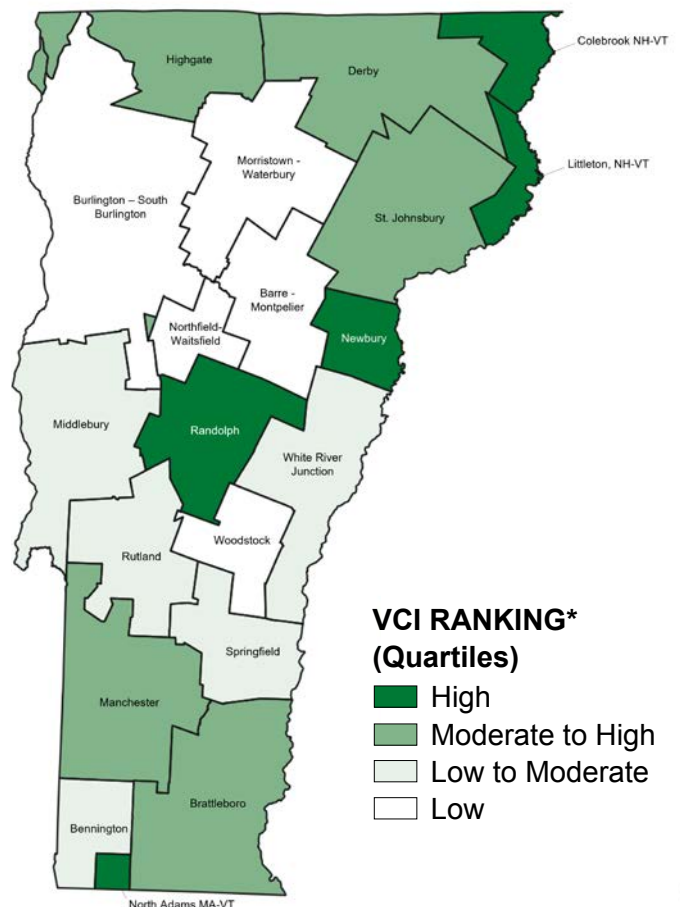 Colebrook NH-VT
Highgate
Derby
Morristown -
Waterbury
Littleton, NH-VT
Burlington – South
Burlington
St. Johnsbury
Barre -
Montpelier
Northfield-
Waitsfield
Newbury
Middlebury
Randolph
White River
Junction
Woodstock
Rutland
Springfield
Manchester
Brattleboro
Bennington
North Adams MA-VT
VCI RANKING*
(Quartiles)
High
Moderate to High
Low to Moderate
Low